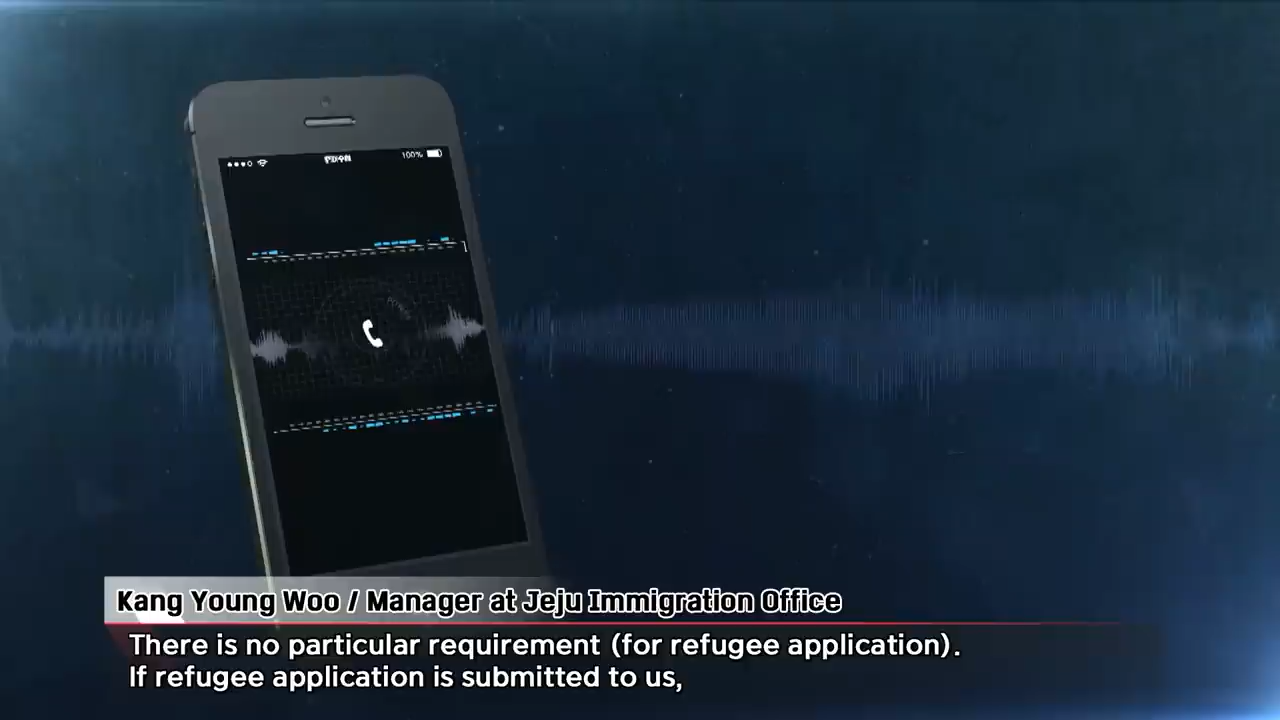 100%
Kang Young Woo / Manager at Jeju Immigration Office
There is no particular requirement (for refugee application).
If refugee application is submitted to us,